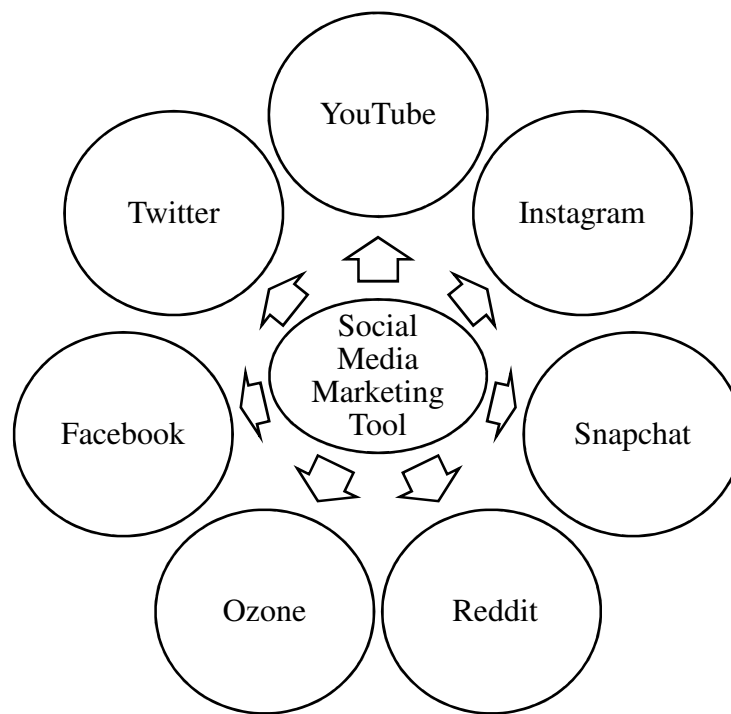 YouTube
Twitter
Instagram
Social
Media
Marketing
Tool
Facebook
Snapchat
Ozone
Reddit